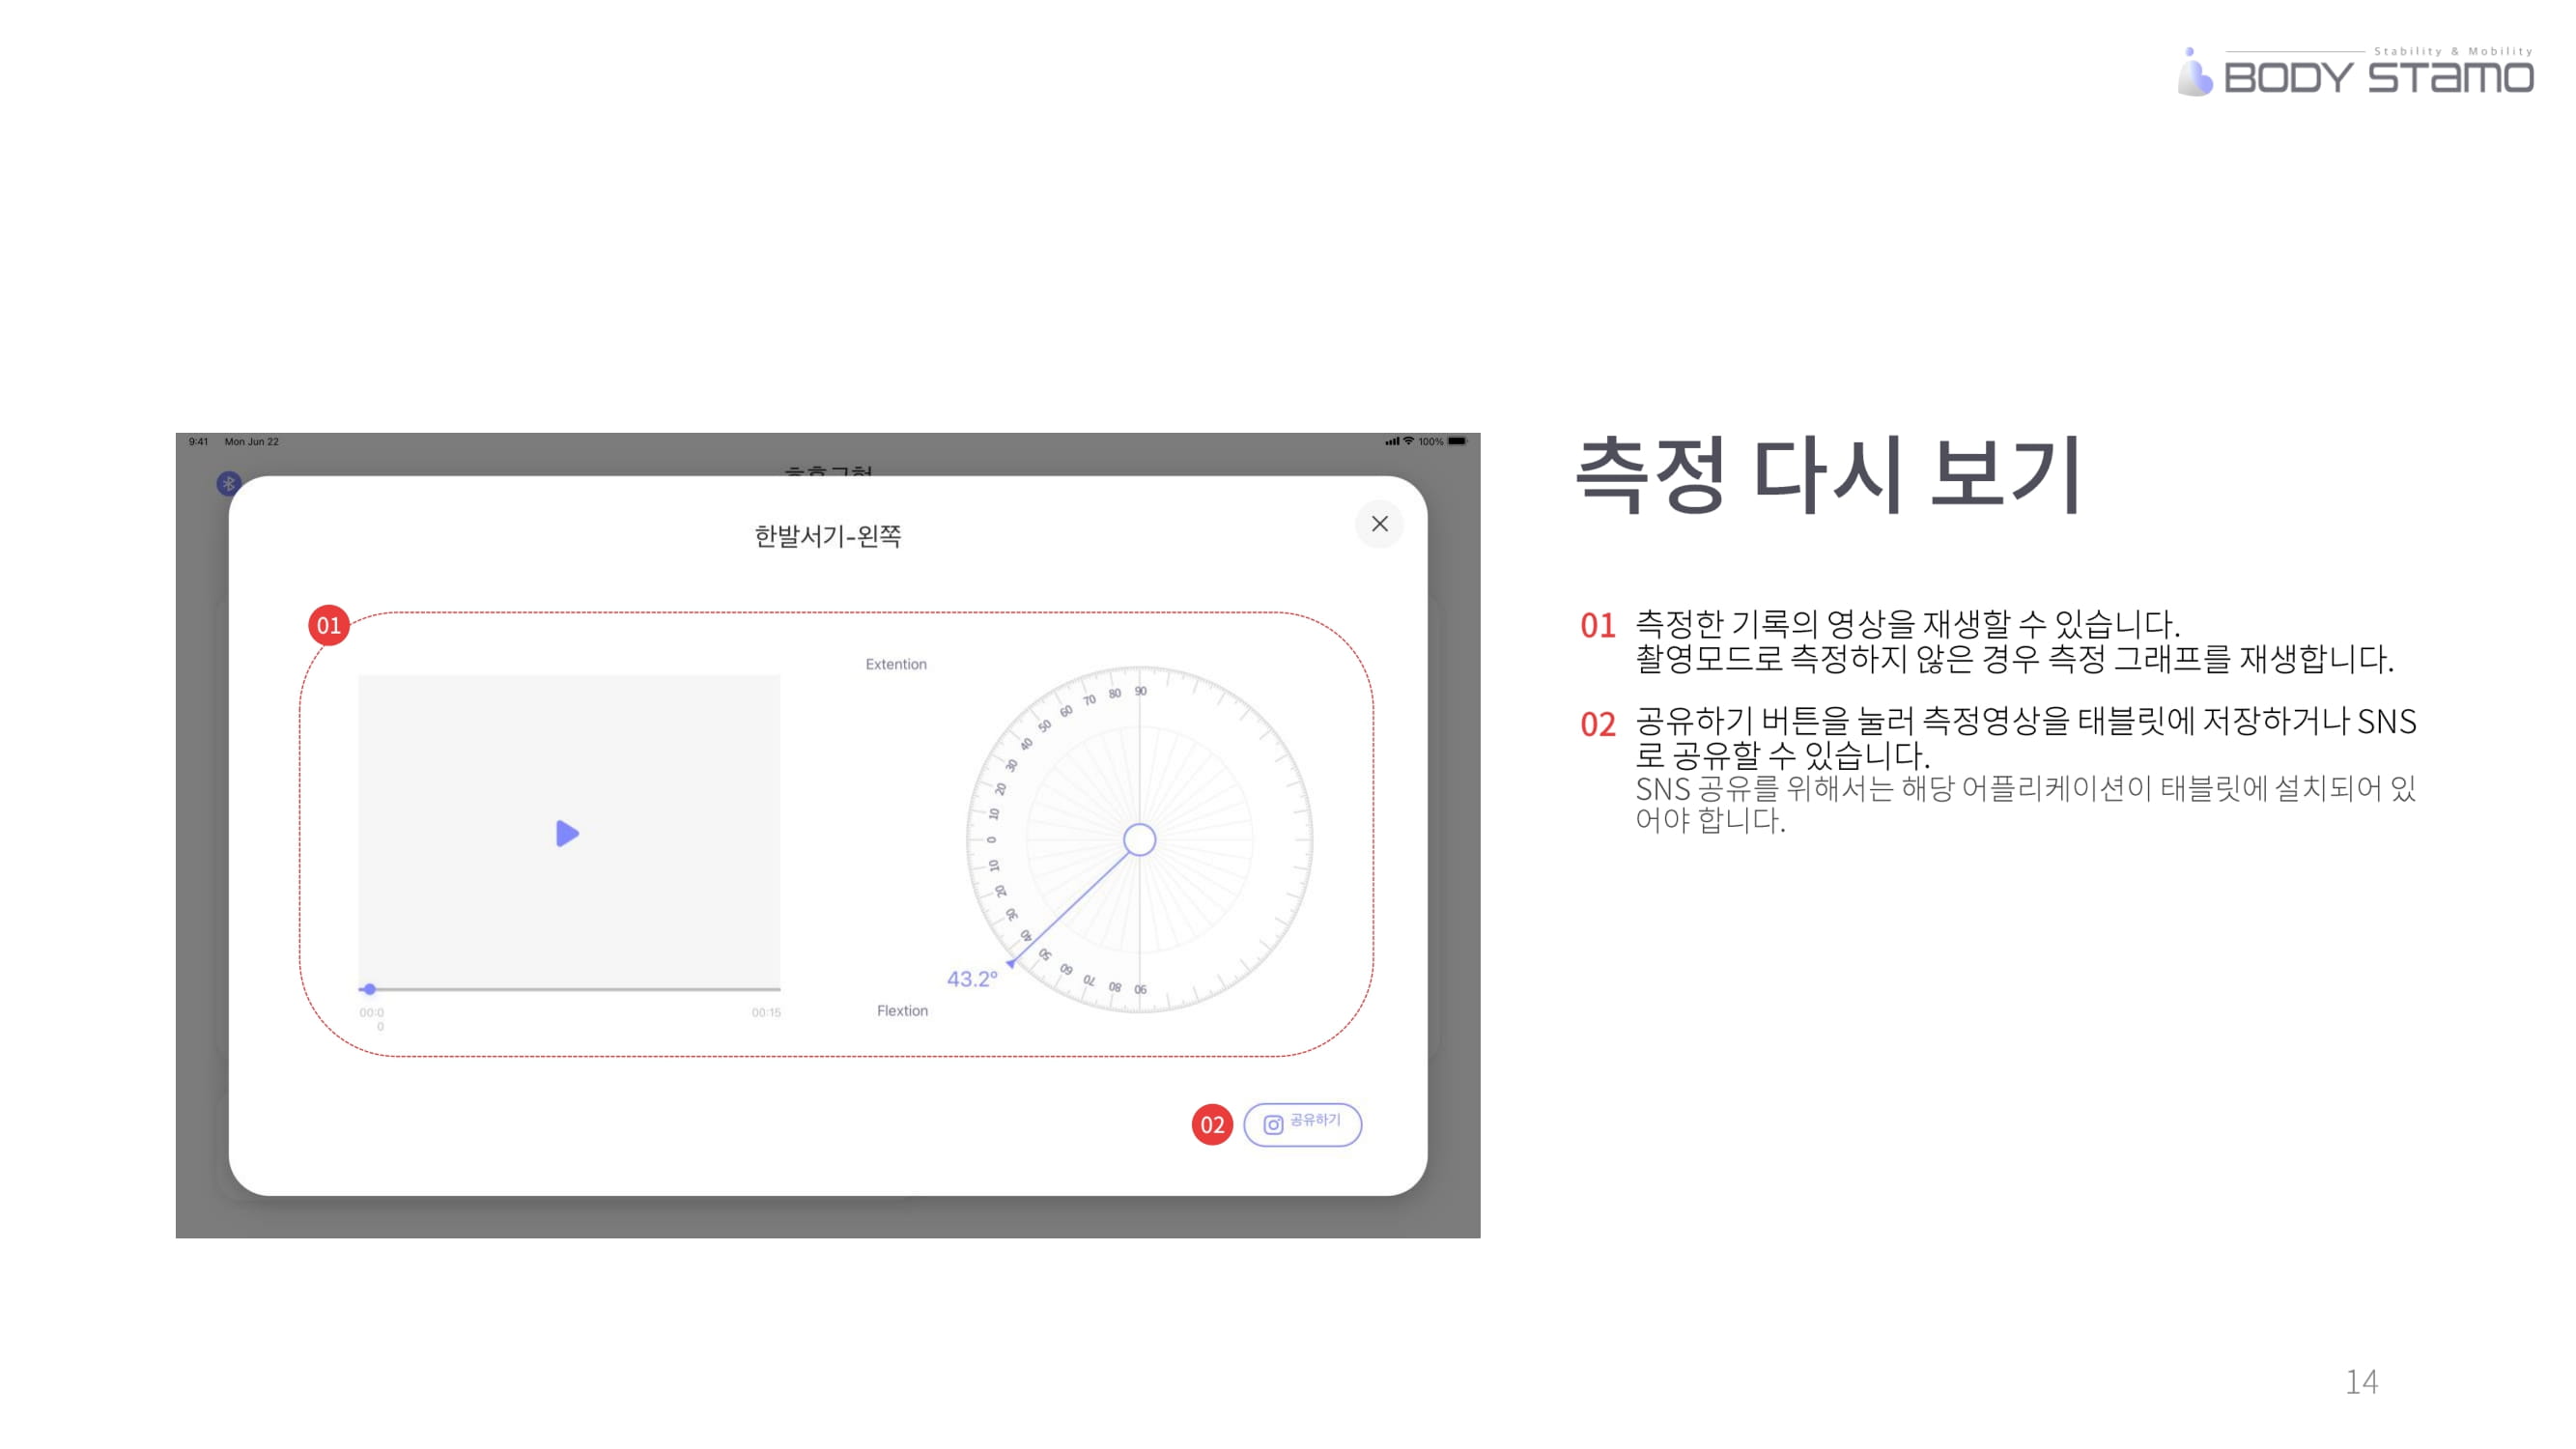 Stability & Mobility
BODY STAMO
9:41 Mon Jun 22
100%
한발서기-왼쪽
01
Extention
90
80
70
60
50
40
30
20
10
0
10
20
30
40
50
60
70
80
90
43.2°
Flextion
00:0
0
00:15
02
공유하기
측정 다시 보기
01 측정한 기록의 영상을 재생할 수 있습니다.
촬영모드로 측정하지 않은 경우 측정 그래프를 재생합니다.
02 공유하기 버튼을 눌러 측정영상을 태블릿에 저장하거나 SNS
로 공유할 수 있습니다.
SNS 공유를 위해서는 해당 어플리케이션이 태블릿에 설치되어 있
어야 합니다.
14